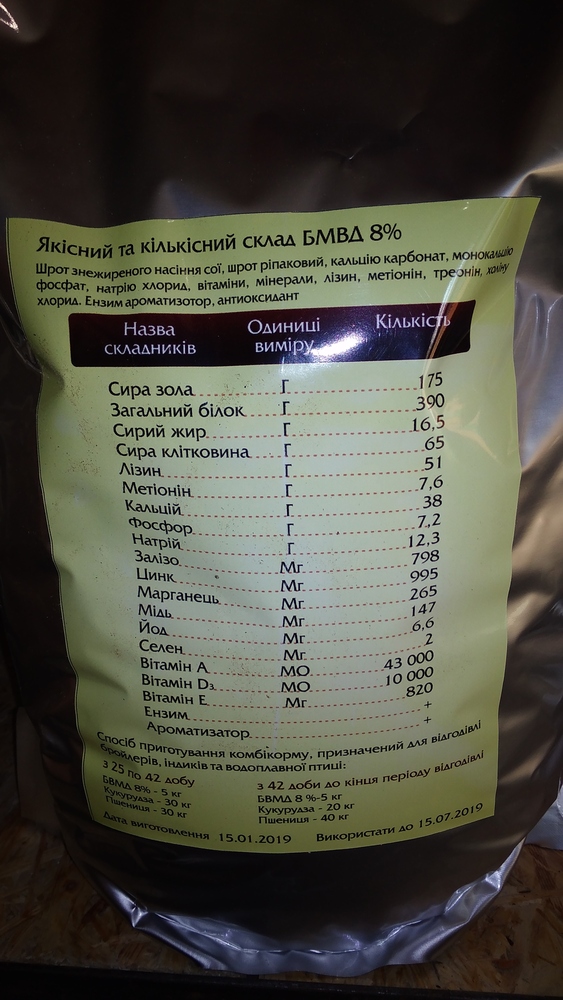 Якісний та кількісний склад БМВД 8%
Шрот знежиреного насіння сої, шрот ріпаковий, кальцію карбонат, монокальцію
фосфат, натрію хлорид, вітаміни, мінерали, лізин, метіонін, треонін, холіну
хлорид. Ензим ароматизотор, антиоксидант
Назва складників Одиниці виміру Кількість
Сира зола Г 175
Загальний білок Г 390
Сирий жир Г 16,5
Сира клітковина Г 65
Лізин Г 51
Метіонін Г 7,6
Кальцій Г 38
Фосфор Г 7,2
Натрій Г 12,3
Залізо Мг 798
Цинк Мг 995
Марганець Мг 265
Мідь Мг 147
Йод Мг 6,6
Селен Мг 2
Вітамін А МО 43 000
Вітамін D₃ МО 10 000
Вітамін Е Мг 820
Ензим +
Ароматизатор +
Спосіб приготування комбікорму, призначений для відгодівлі
бройлерів, індиків та водоплавної птиці:
з 25 по 42 добу
БВМД 8% - 5 кг
Кукурудза - 30 кг
Пшениця - 30 кг
з 42 доби до кінця періоду відгодівлі
БВМД 8 %-5 кг
Кукурудза - 20 кг
Пшениця - 40 кг
Дата виготовлення 15.01.2019 Використати до 15.07.2019